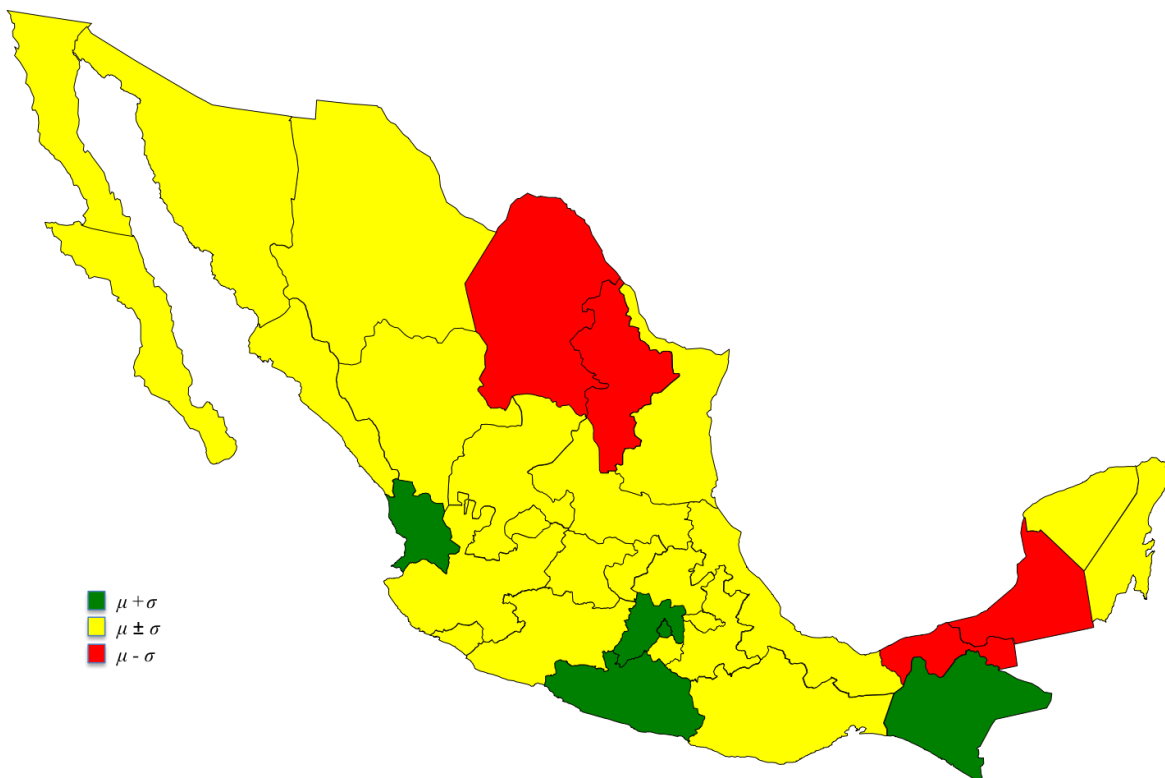 μ + σ
μ ± σ
μ - σ